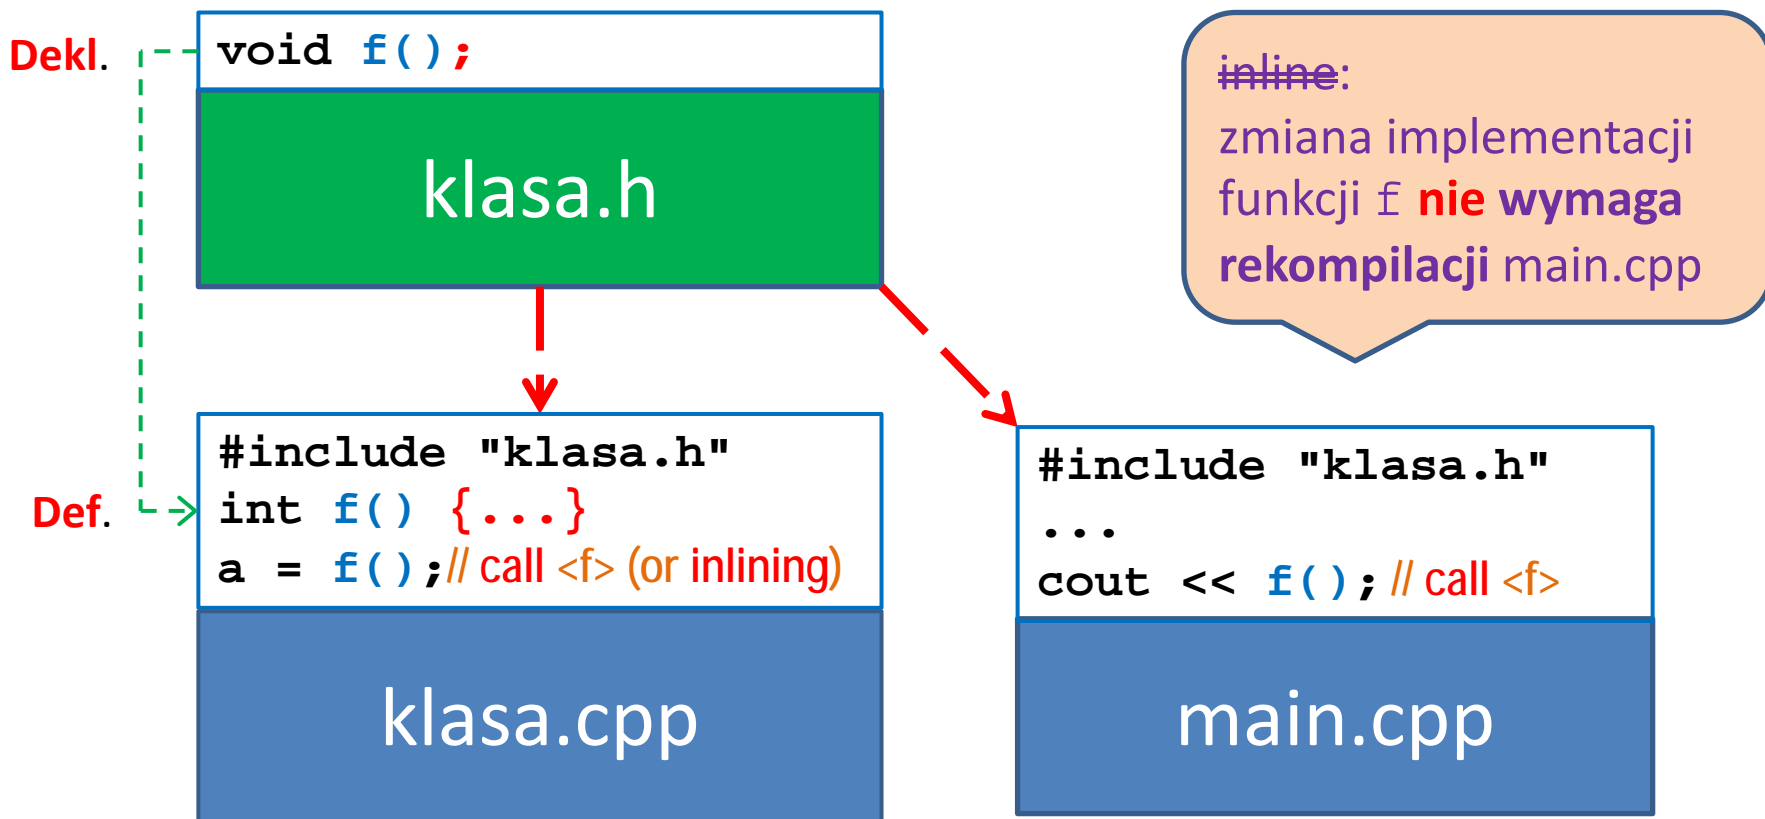 Dekl.
void f();
klasa.h
inline:
zmiana implementacji
funkcji f nie wymaga
rekompilacji main.cpp
Def.
#include "klasa.h"
int f() {...}
a = f();// call <f> (or inlining)
klasa.cpp
#include "klasa.h"
...
cout << f(); // call <f>
main.cpp